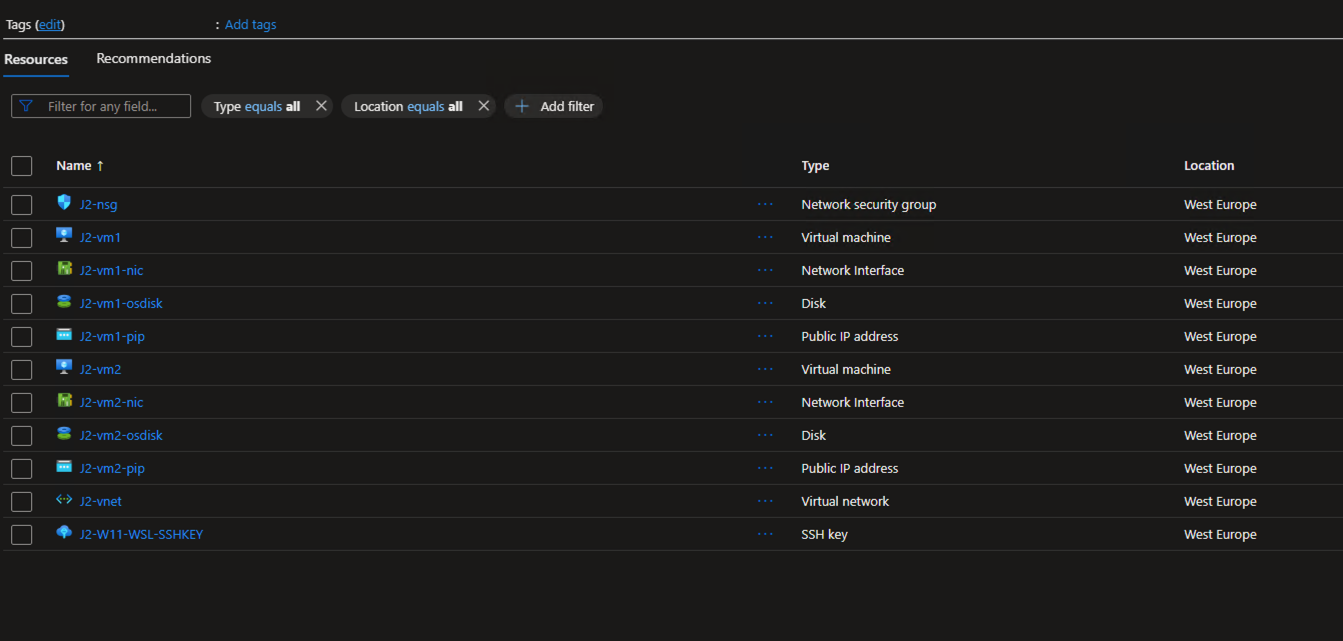 Tags (edit) : Add tags
Resources Recommendations
Filter for any field... Type equals all Location equals all Add filter
Name ↑ Type Location
J2-nsg ... Network security group West Europe
J2-vm1 ... Virtual machine West Europe
J2-vm1-nic ... Network Interface West Europe
J2-vm1-osdisk ... Disk West Europe
J2-vm1-pip ... Public IP address West Europe
J2-vm2 ... Virtual machine West Europe
J2-vm2-nic ... Network Interface West Europe
J2-vm2-osdisk ... Disk West Europe
J2-vm2-pip ... Public IP address West Europe
J2-vnet ... Virtual network West Europe
J2-W11-WSL-SSHKEY ... SSH key West Europe